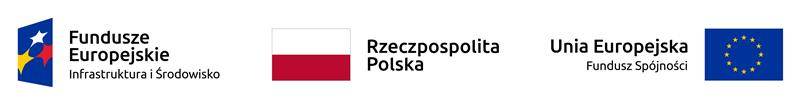 Fundusze
Europejskie
Infrastruktura i Środowisko
Rzeczpospolita
Polska
Unia Europejska
Fundusz Spójności